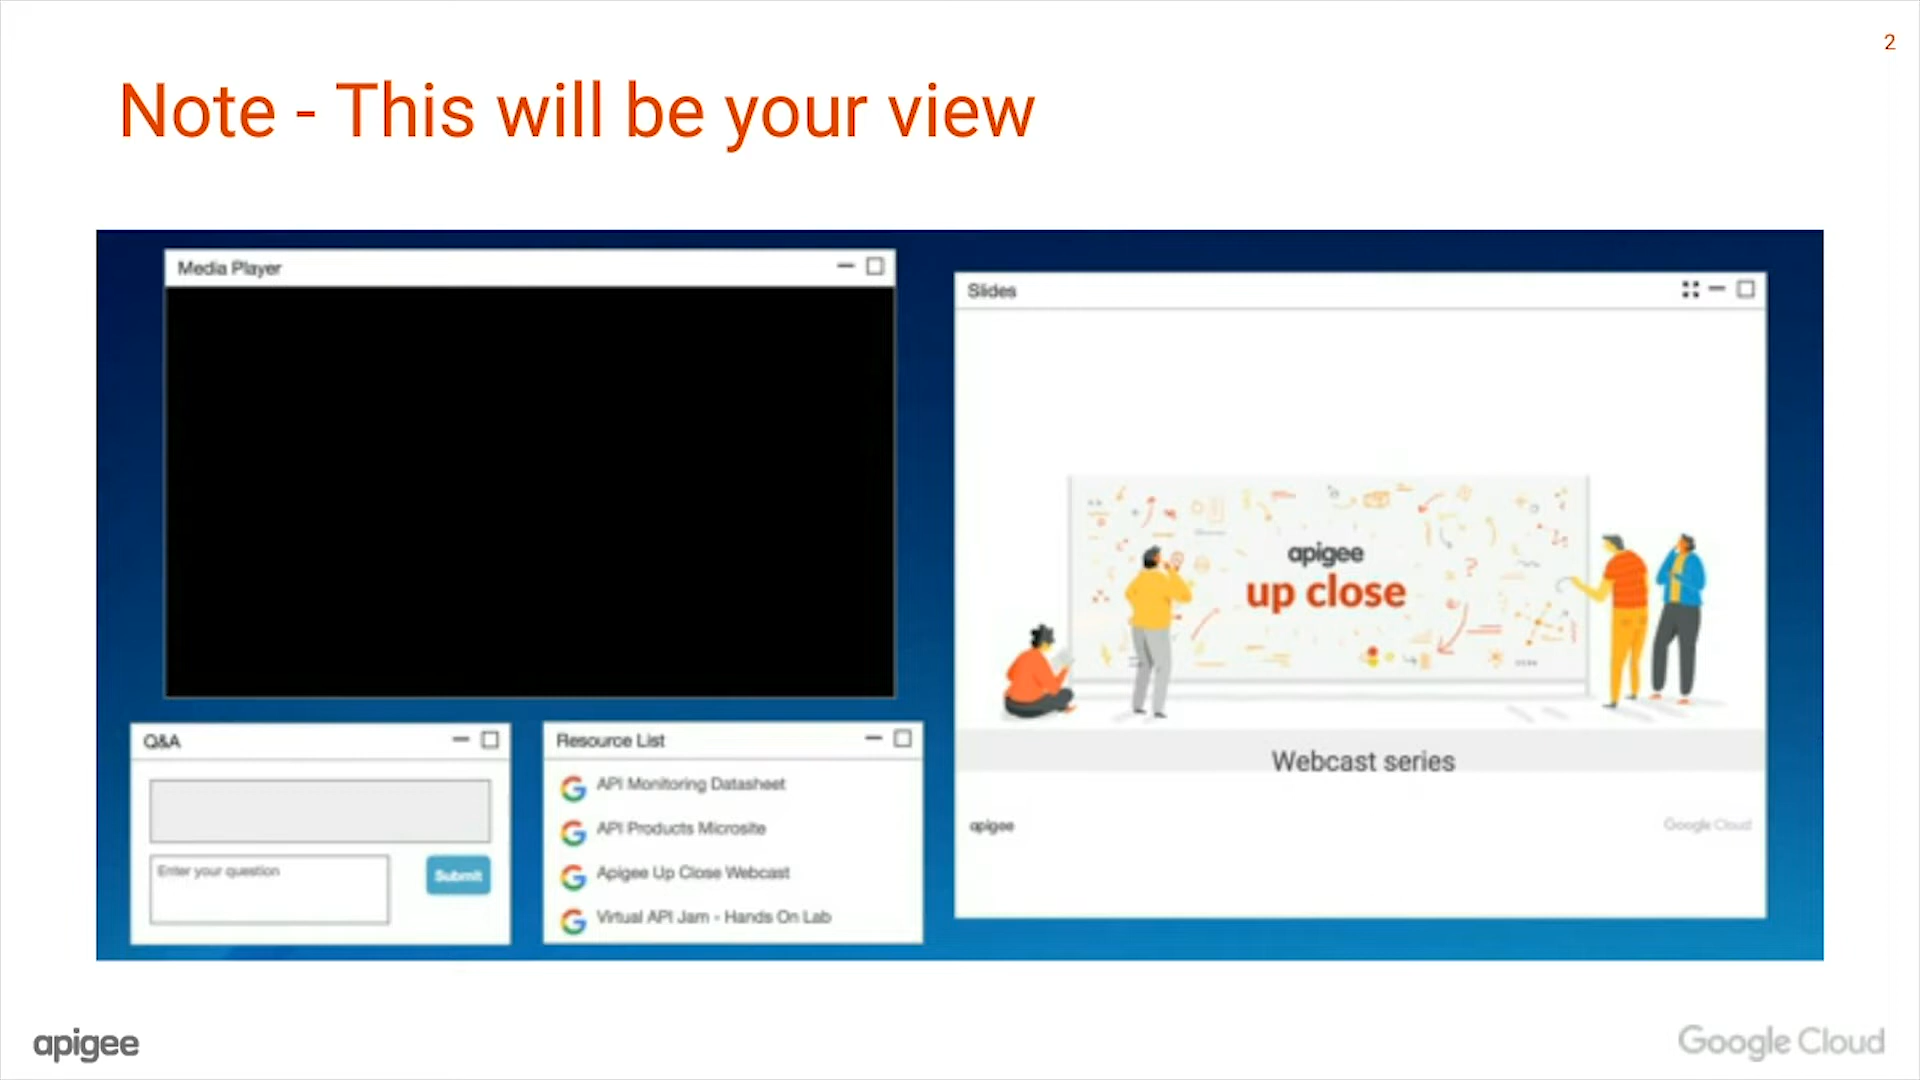 2
Note - This will be your view
Media Player
Slides
apigee
up close
Webcast series
apigee
Google Cloud
Q&A
Enter your question
Submit
Resource List
API Monitoring Datasheet
API Products Microsite
Apigee Up Close Webcast
Virtual API Jam - Hands On Lab
apigee
Google Cloud